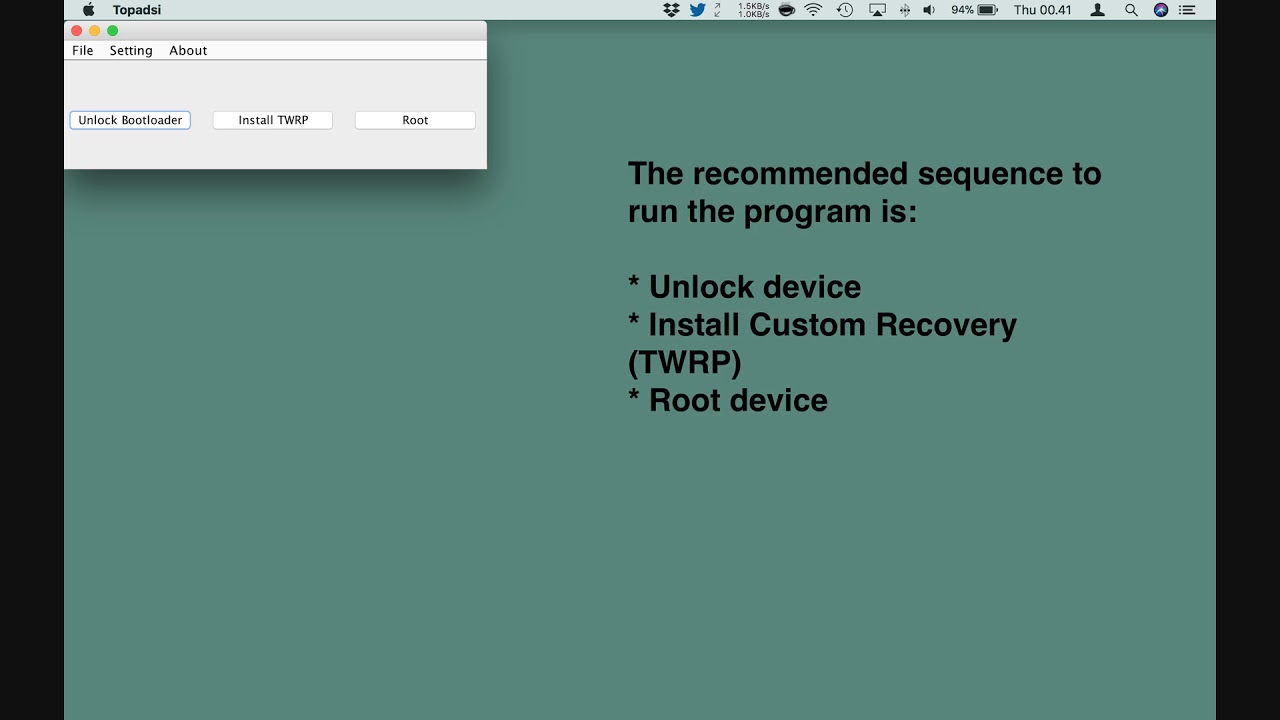 Topadsi
1.5KB/s
1.0KB/s
94%
Thu 00.41
File Setting About
Unlock Bootloader Install TWRP Root
The recommended sequence to
run the program is:
* Unlock device
* Install Custom Recovery
(TWRP)
* Root device